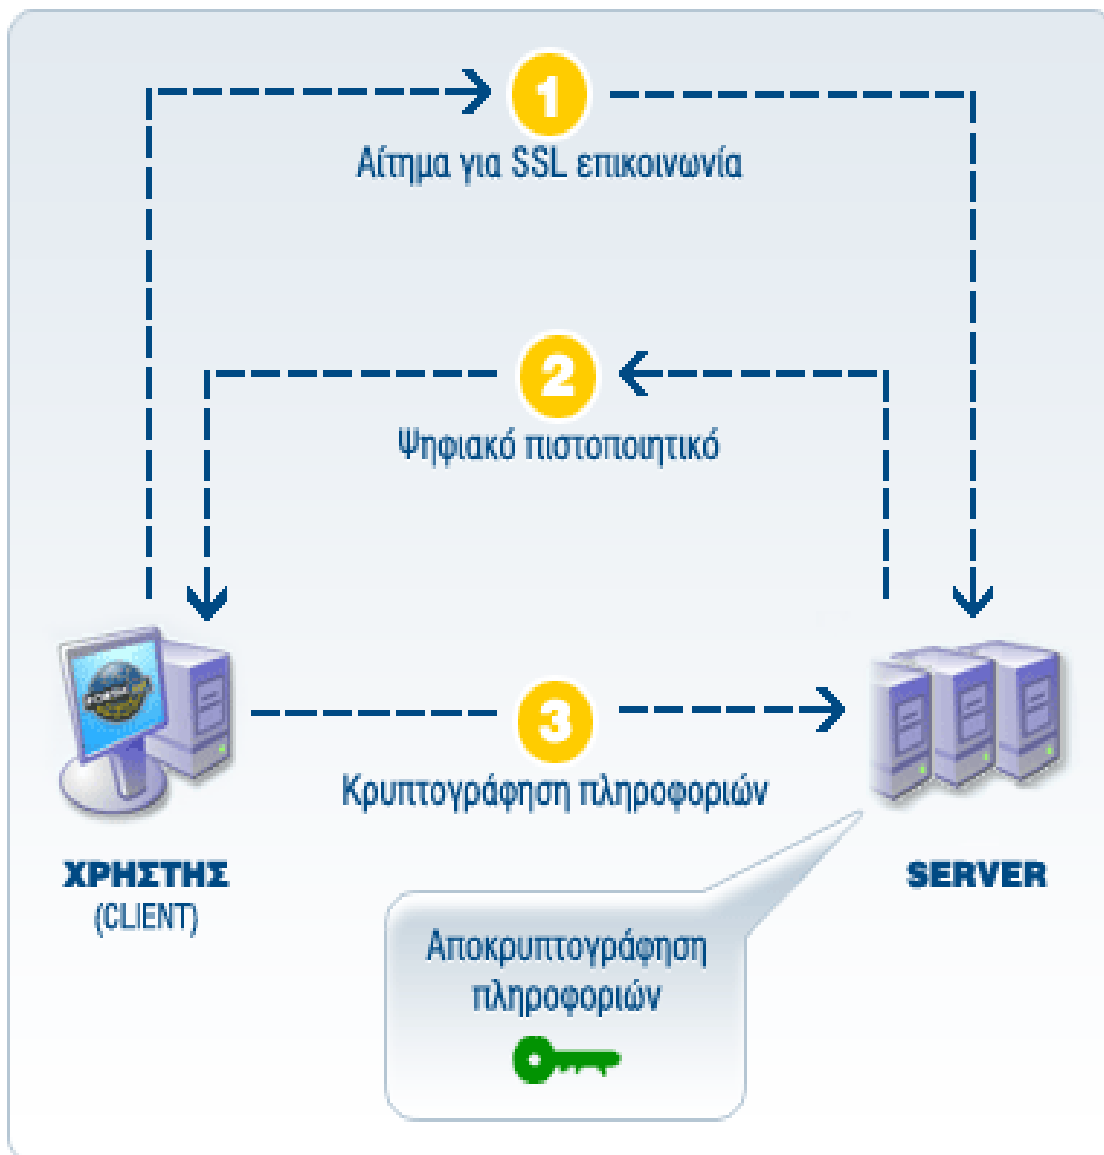 1
Αίτημα για SSL επικοινωνία
2
Ψηφιακό πιστοποιητικό
3
Κρυπτογράφηση πληροφοριών
ΧΡΗΣΤΗΣ
(CLIENT)
SERVER
Αποκρυπτογράφηση
πληροφοριών